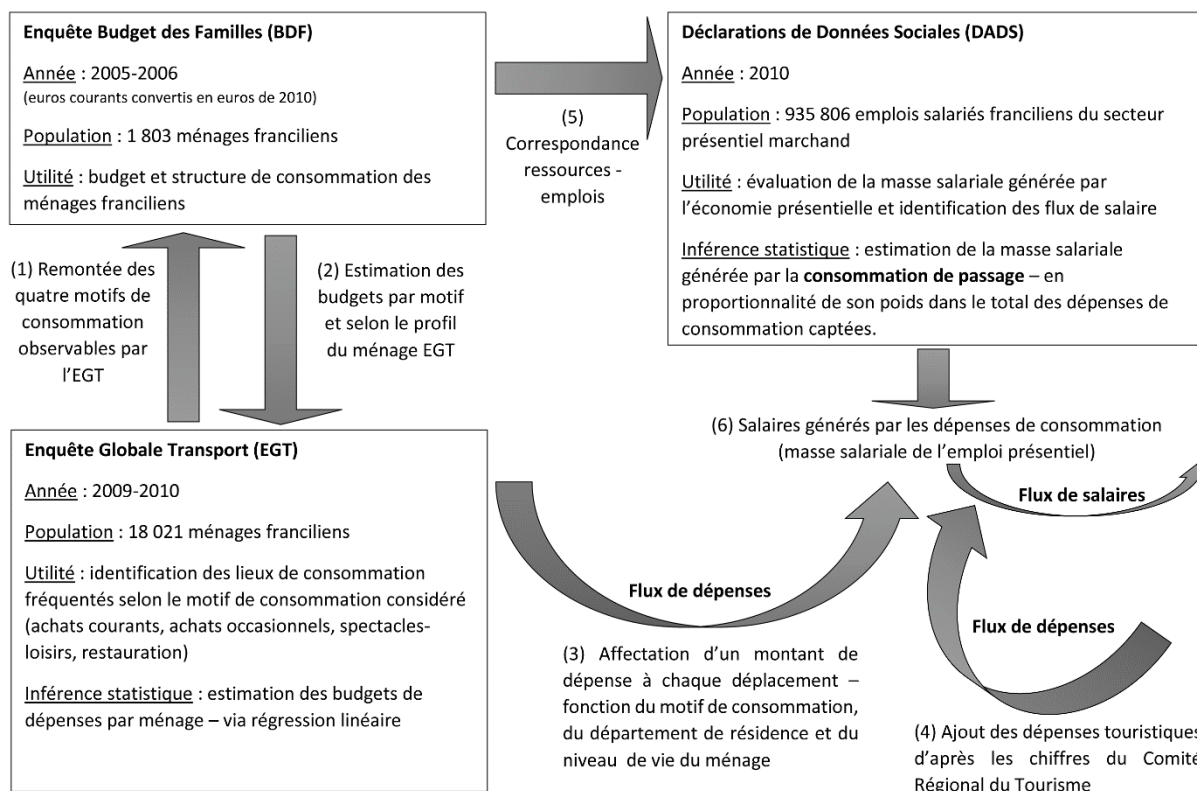 Enquête Budget des Familles (BDF)
Année : 2005-2006
(euros courants convertis en euros de 2010)
Population : 1 803 ménages franciliens
Utilité : budget et structure de consommation des
ménages franciliens
(5)
Correspondance
ressources -
emplois
Déclarations de Données Sociales (DADS)
Année : 2010
Population : 935 806 emplois salariés franciliens du secteur
présentiel marchand
Utilité : évaluation de la masse salariale générée par
l’économie présentielle et identification des flux de salaire
Inférence statistique : estimation de la masse salariale
générée par la consommation de passage – en
proportionnalité de son poids dans le total des dépenses de
consommation captées.
(1) Remontée des
quatre motifs de
consommation
observables par
l’EGT
(2) Estimation des
budgets par motif
et selon le profil
du ménage EGT
Enquête Globale Transport (EGT)
Année : 2009-2010
Population : 18 021 ménages franciliens
Utilité : identification des lieux de consommation
fréquentés selon le motif de consommation considéré
(achats courants, achats occasionnels, spectacles-
loisirs, restauration)
Inférence statistique : estimation des budgets de
dépenses par ménage – via régression linéaire
(6) Salaires générés par les dépenses de consommation
(masse salariale de l’emploi présentiel)
Flux de salaires
Flux de dépenses
Flux de dépenses
(3) Affectation d’un montant de
dépense à chaque déplacement –
fonction du motif de consommation,
du département de résidence et du
niveau de vie du ménage
(4) Ajout des dépenses touristiques
d’après les chiffres du Comité
Régional du Tourisme